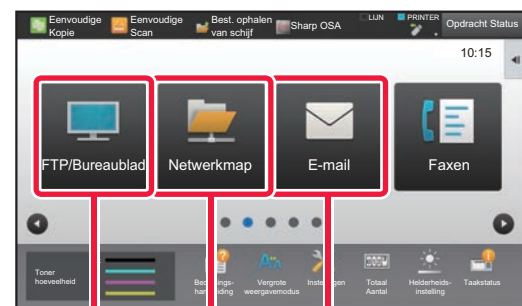 Eenvoudige Kopie
Eenvoudige Scan
Best. ophalen van schijf
Sharp OSA
LIJN
PRINTER
Opdracht Status
10:15
FTP/Bureaublad
Netwerkmap
E-mail
Faxen
Toner hoeveelheid
Vergrote weergavemodus
Totaal Aantal
Helderheids-instelling
Taakstatus